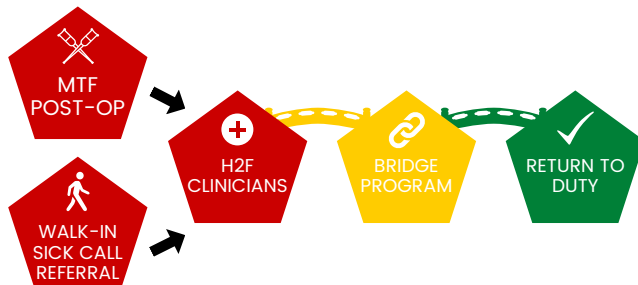 MTF
POST-OP
WALK-IN
SICK CALL
REFERRAL
H2F
CLINICIANS
BRIDGE
PROGRAM
RETURN TO
DUTY